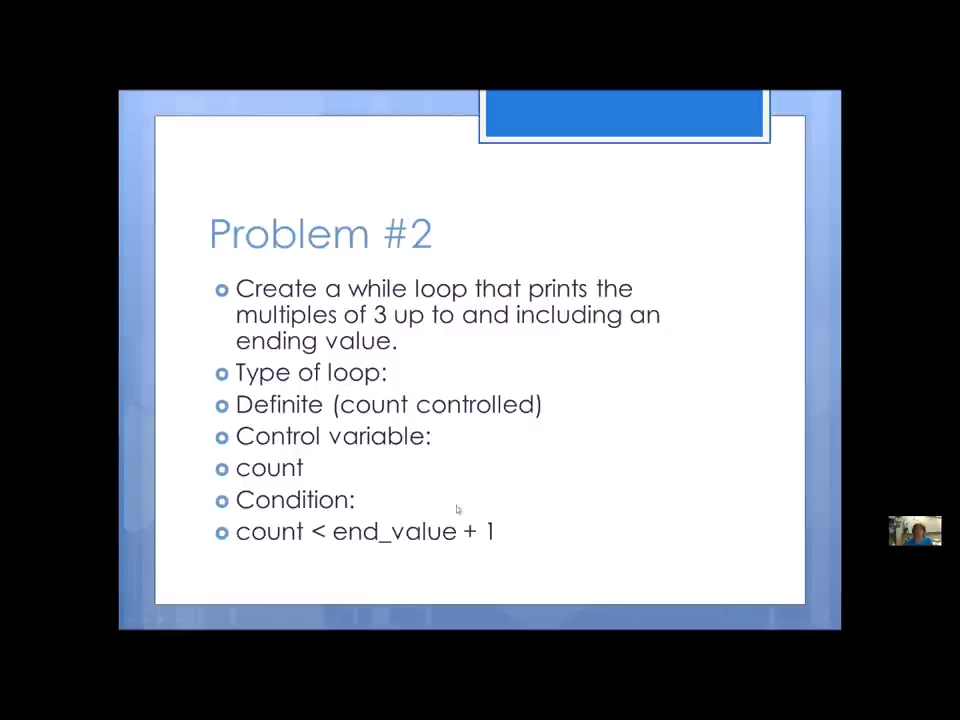 Problem #2
Create a while loop that prints the
multiples of 3 up to and including an
ending value.
Type of loop:
Definite (count controlled)
Control variable:
count
Condition:
count < end_value + 1